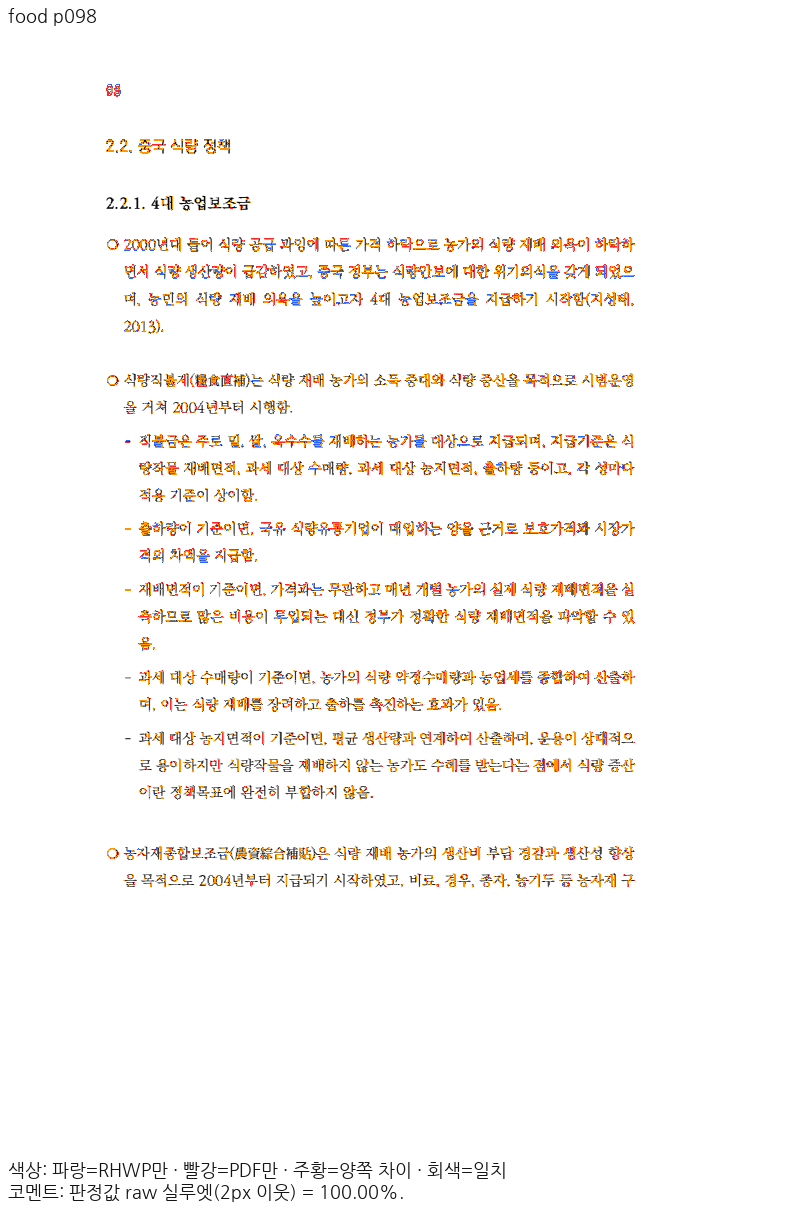 food p098
2.2. 중국 식량 정책
2.2.1. 4대 농업보조금
○ 2000년대 들어 식량 공급 과잉에 따른 가격 하락으로 농가의 식량 재배 의욕이 하락하
면서 식량 생산량이 급감하였고, 중국 정부는 식량안보에 대한 위기의식을 갖게 되었으
며, 농민의 식량 재배 의욕을 높이고자 4대 농업보조금을 지급하기 시작함(지성태,
2013).
○ 식량직불제(糧食直補)는 식량 재배 농가의 소득 증대와 식량 증산을 목적으로 시범운영
을 거쳐 2004년부터 시행함.
- 직불금은 주로 밀, 쌀, 옥수수를 재배하는 농가를 대상으로 지급되며, 지급기준은 식
량작물 재배면적, 과세 대상 수매량, 과세 대상 농지면적, 출하량 등이고, 각 성마다
적용 기준이 상이함.
- 출하량이 기준이면, 국유 식량유통기업이 매입하는 양을 근거로 보호가격과 시장가
격의 차액을 지급함.
- 재배면적이 기준이면, 가격과는 무관하고 매년 개별 농가의 실제 식량 재배면적을 실
측하므로 많은 비용이 투입되는 대신 정부가 정확한 식량 재배면적을 파악할 수 있
음.
- 과세 대상 수매량이 기준이면, 농가의 식량 약정수매량과 농업세를 종합하여 산출하
며, 이는 식량 재배를 장려하고 출하를 촉진하는 효과가 있음.
- 과세 대상 농지면적이 기준이면, 평균 생산량과 연계하여 산출하며, 운용이 상대적으
로 용이하지만 식량작물을 재배하지 않는 농가도 수혜를 받는다는 점에서 식량 증산
이란 정책목표에 완전히 부합하지 않음.
○ 농자재종합보조금(農資綜合補貼)은 식량 재배 농가의 생산비 부담 경감과 생산성 향상
을 목적으로 2004년부터 지급되기 시작하였고, 비료, 경유, 종자, 농기구 등 농자재 구
색상: 파랑=RHWP만 · 빨강=PDF만 · 주황=양쪽 차이 · 회색=일치
코멘트: 판정값 raw 실루엣(2px 이웃) = 100.00%.